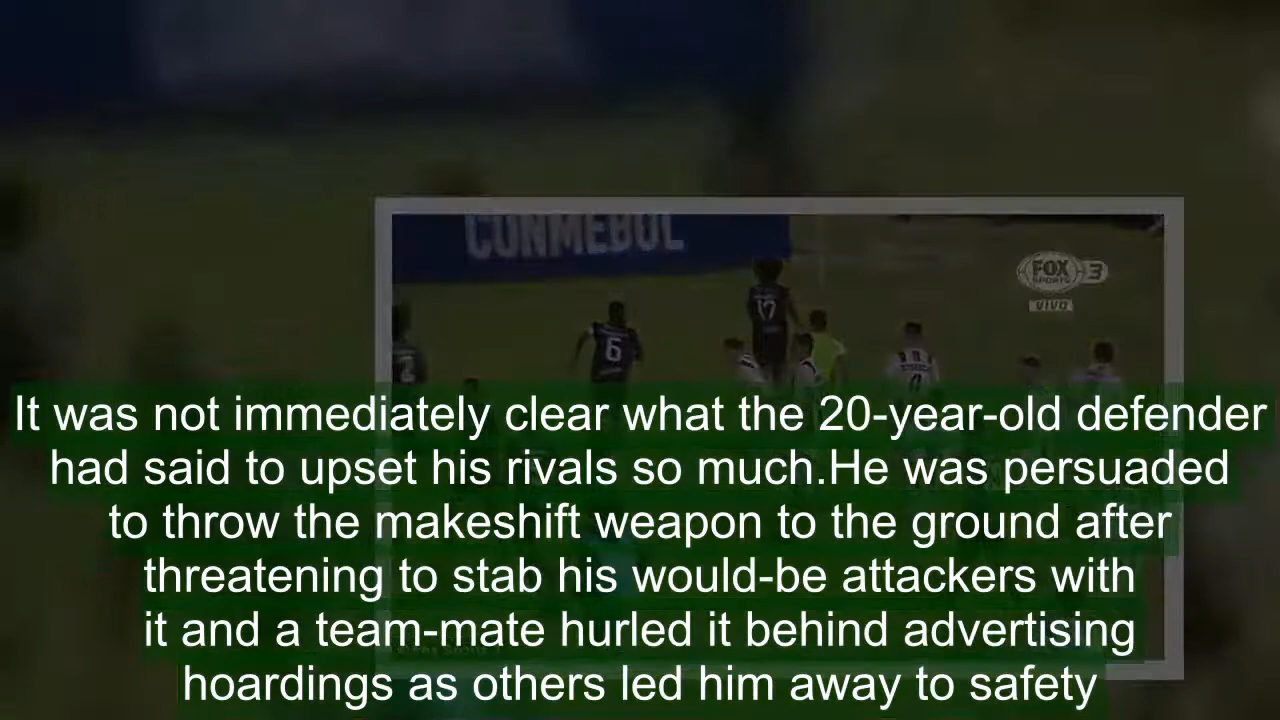 CONMEBOL
FOX
SPORTS
3
VIVO
17
6
2
It was not immediately clear what the 20-year-old defender
had said to upset his rivals so much.He was persuaded
to throw the makeshift weapon to the ground after
threatening to stab his would-be attackers with
it and a team-mate hurled it behind advertising
hoardings as others led him away to safety